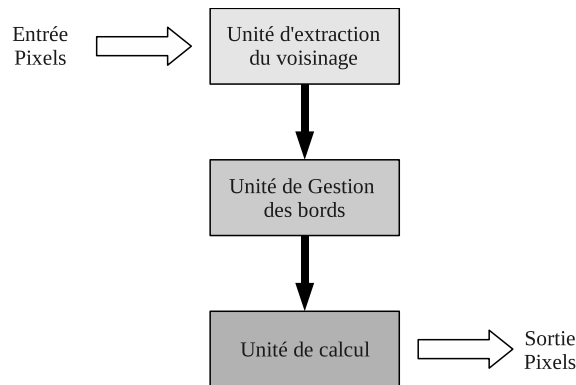 Entrée
Pixels
Unité d'extraction
du voisinage
Unité de Gestion
des bords
Unité de calcul
Sortie
Pixels